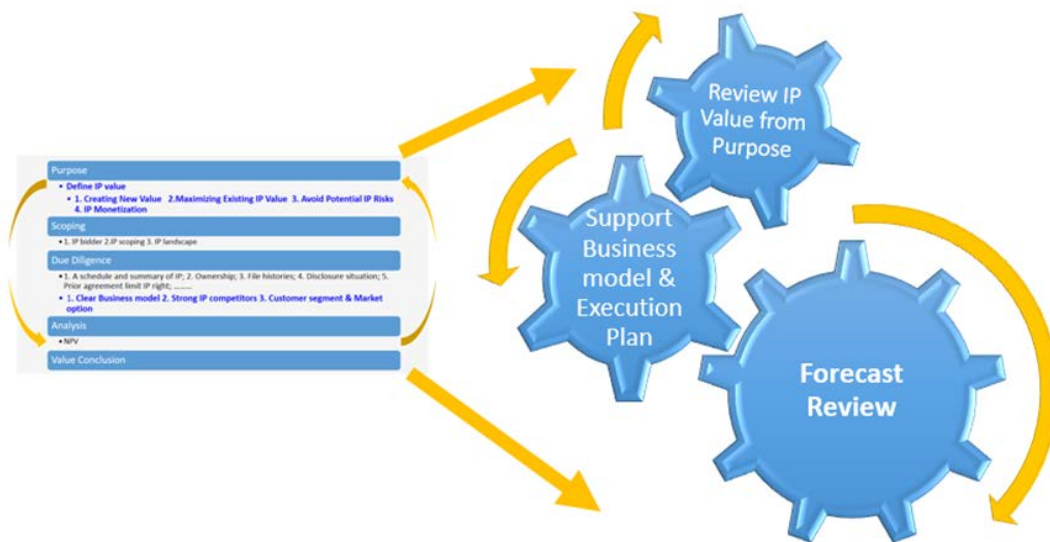 Purpose
• Define IP value
• 1. Creating New Value 2.Maximizing Existing IP Value 3. Avoid Potential IP Risks
4. IP Monetization
Scoping
• 1. IP bidder 2.IP scoping 3. IP landscape
Due Diligence
• 1. A schedule and summary of IP; 2. Ownership; 3. File histories; 4. Disclosure situation; 5.
Prior agreement limit IP right; ........
• 1. Clear Business model 2. Strong IP competitors 3. Customer segment & Market
option
Analysis
• NPV
Value Conclusion
Review IP
Value from
Purpose
Support
Business
model &
Execution
Plan
Forecast
Review